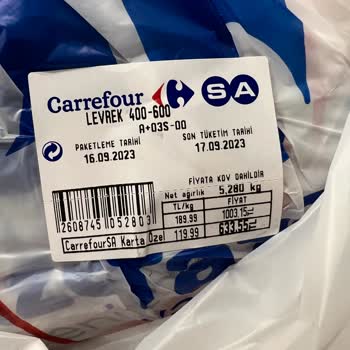 Carrefour SA
LEVREK 400-600
A+03S-00
PAKETLEME TARİHİ SON TÜKETİM TARİHİ
16.09.2023 17.09.2023
FİYATA KDV DAHİLDİR
Net ağırlık 5,280 kg
TL/kg FİYAT
189.99 1003.15
CarrefourSA Karta Özel 119.99 633.55
2608745052803